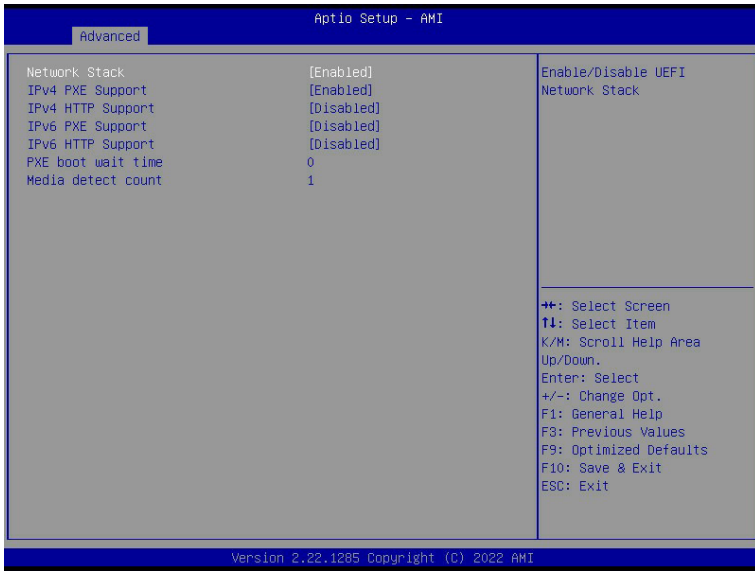 Aptio Setup – AMI
Advanced
Network Stack [Enabled]
IPv4 PXE Support [Enabled]
IPv4 HTTP Support [Disabled]
IPv6 PXE Support [Disabled]
IPv6 HTTP Support [Disabled]
PXE boot wait time 0
Media detect count 1
Enable/Disable UEFI
Network Stack
→←: Select Screen
↑↓: Select Item
K/M: Scroll Help Area
Up/Down.
Enter: Select
+/-: Change Opt.
F1: General Help
F3: Previous Values
F9: Optimized Defaults
F10: Save & Exit
ESC: Exit
Version 2.22.1285 Copyright (C) 2022 AMI